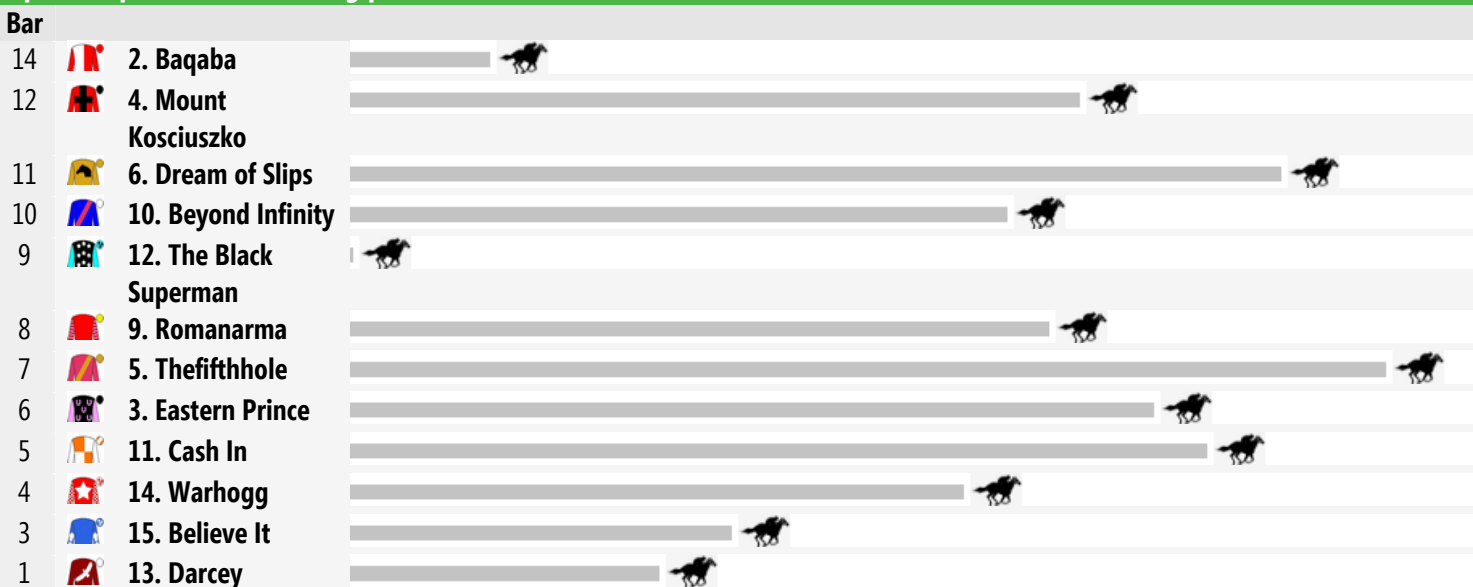 Bar
14 2. Baqaba
12 4. Mount
Kosciuszko
11 6. Dream of Slips
10 10. Beyond Infinity
9 12. The Black
Superman
8 9. Romanarma
7 5. Thefifthhole
6 3. Eastern Prince
5 11. Cash In
4 14. Warhogg
3 15. Believe It
1 13. Darcey